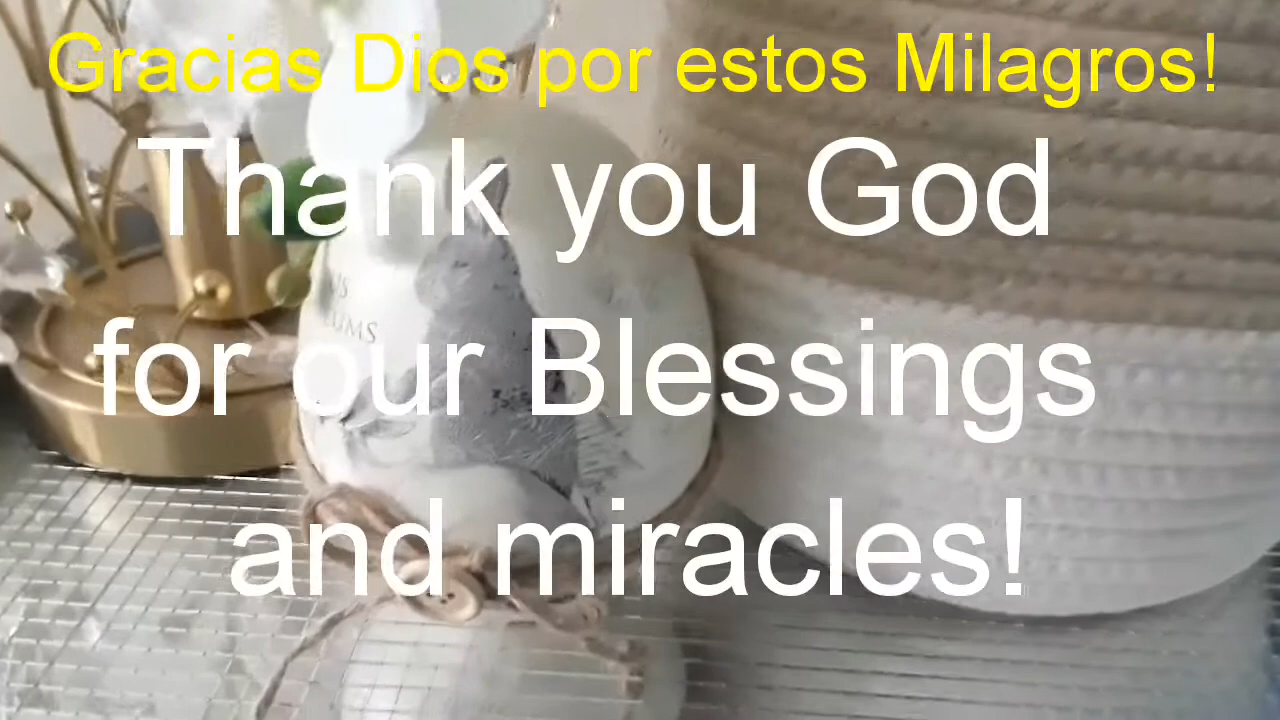 Gracias Dios por estos Milagros!
Thank you God
for our Blessings
and miracles!